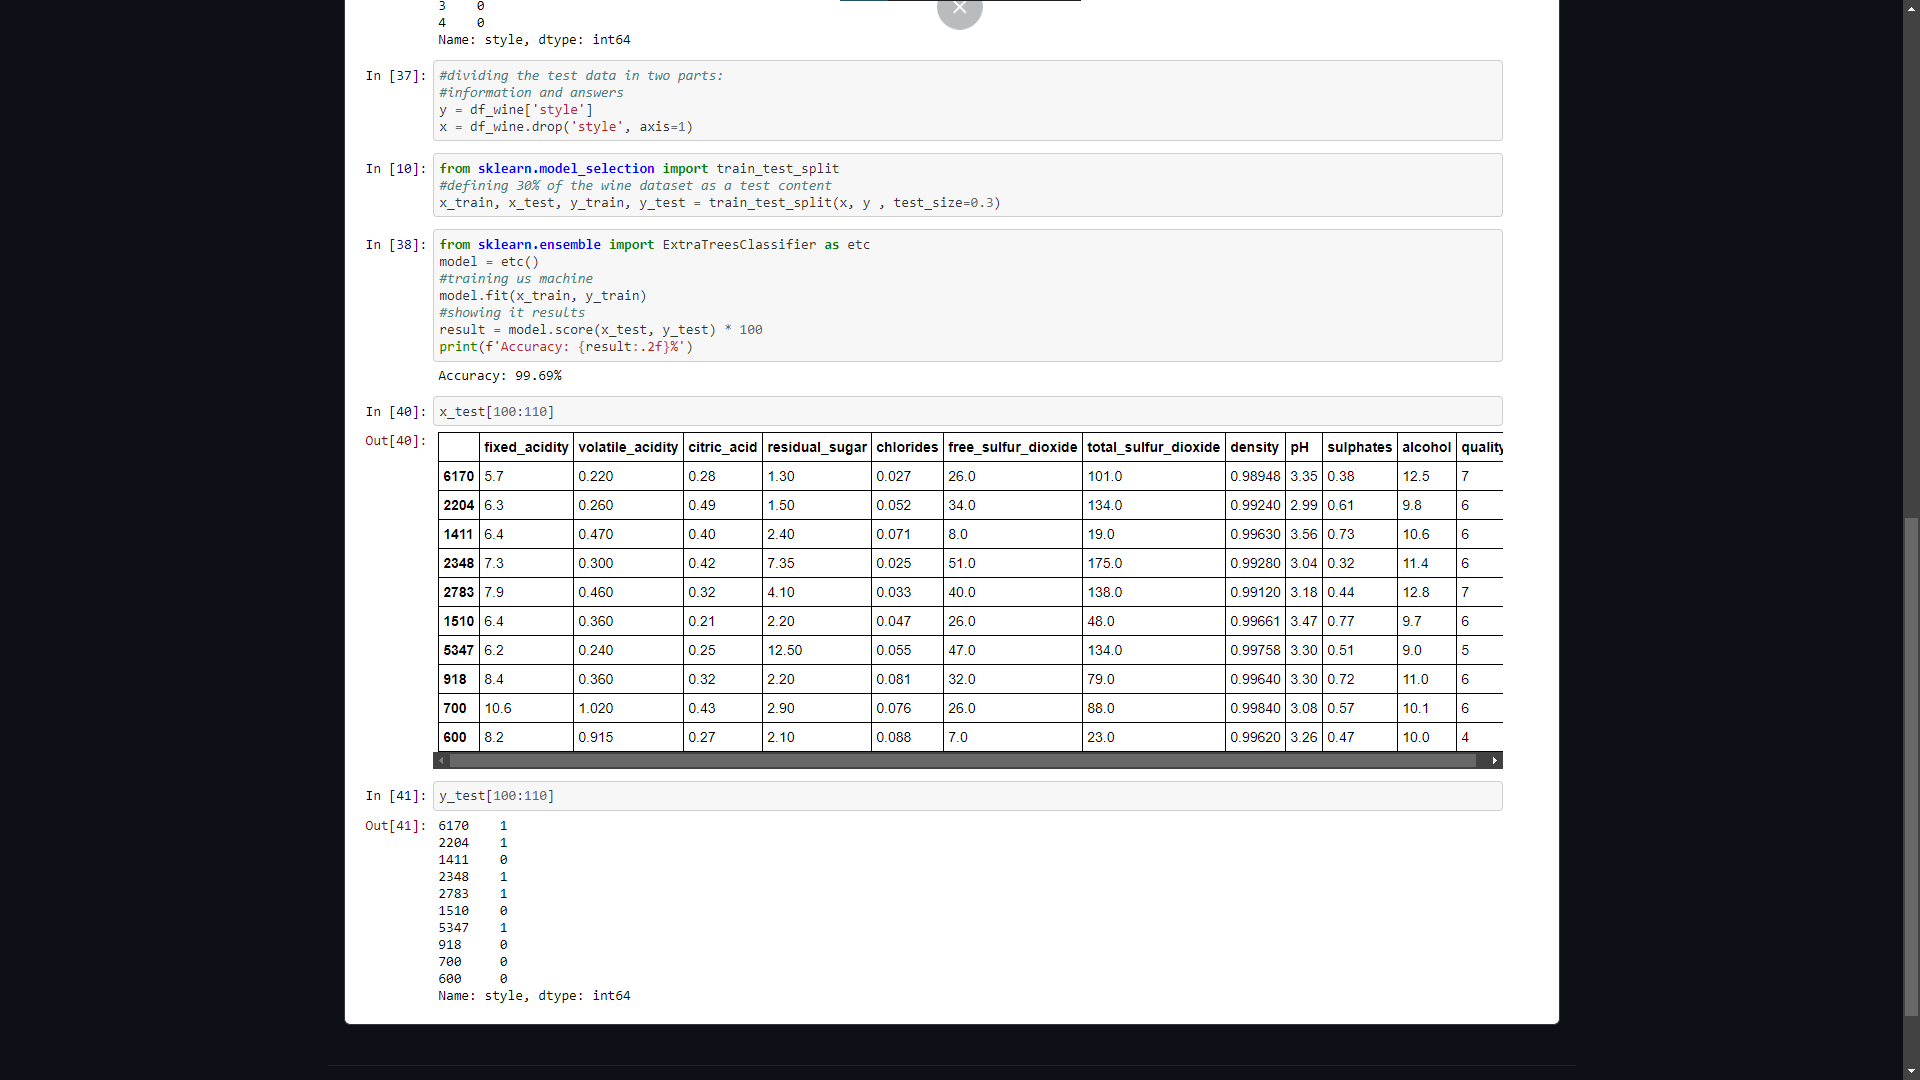 3    0
4    0
Name: style, dtype: int64
In [37]: #dividing the test data in two parts:
#information and answers
y = df_wine['style']
x = df_wine.drop('style', axis=1)
In [10]: from sklearn.model_selection import train_test_split
#defining 30% of the wine dataset as a test content
x_train, x_test, y_train, y_test = train_test_split(x, y , test_size=0.3)
In [38]: from sklearn.ensemble import ExtraTreesClassifier as etc
model = etc()
#training us machine
model.fit(x_train, y_train)
#showing it results
result = model.score(x_test, y_test) * 100
print(f'Accuracy: {result:.2f}%')
Accuracy: 99.69%
In [40]: x_test[100:110]
Out[40]:
fixed_acidity volatile_acidity citric_acid residual_sugar chlorides free_sulfur_dioxide total_sulfur_dioxide density pH sulphates alcohol quality
6170 5.7 0.220 0.28 1.30 0.027 26.0 101.0 0.98948 3.35 0.38 12.5 7
2204 6.3 0.260 0.49 1.50 0.052 34.0 134.0 0.99240 2.99 0.61 9.8 6
1411 6.4 0.470 0.40 2.40 0.071 8.0 19.0 0.99630 3.56 0.73 10.6 6
2348 7.3 0.300 0.42 7.35 0.025 51.0 175.0 0.99280 3.04 0.32 11.4 6
2783 7.9 0.460 0.32 4.10 0.033 40.0 138.0 0.99120 3.18 0.44 12.8 7
1510 6.4 0.360 0.21 2.20 0.047 26.0 48.0 0.99661 3.47 0.77 9.7 6
5347 6.2 0.240 0.25 12.50 0.055 47.0 134.0 0.99758 3.30 0.51 9.0 5
918 8.4 0.360 0.32 2.20 0.081 32.0 79.0 0.99640 3.30 0.72 11.0 6
700 10.6 1.020 0.43 2.90 0.076 26.0 88.0 0.99840 3.08 0.57 10.1 6
600 8.2 0.915 0.27 2.10 0.088 7.0 23.0 0.99620 3.26 0.47 10.0 4
In [41]: y_test[100:110]
Out[41]: 6170    1
2204    1
1411    0
2348    1
2783    1
1510    0
5347    1
918     0
700     0
600     0
Name: style, dtype: int64